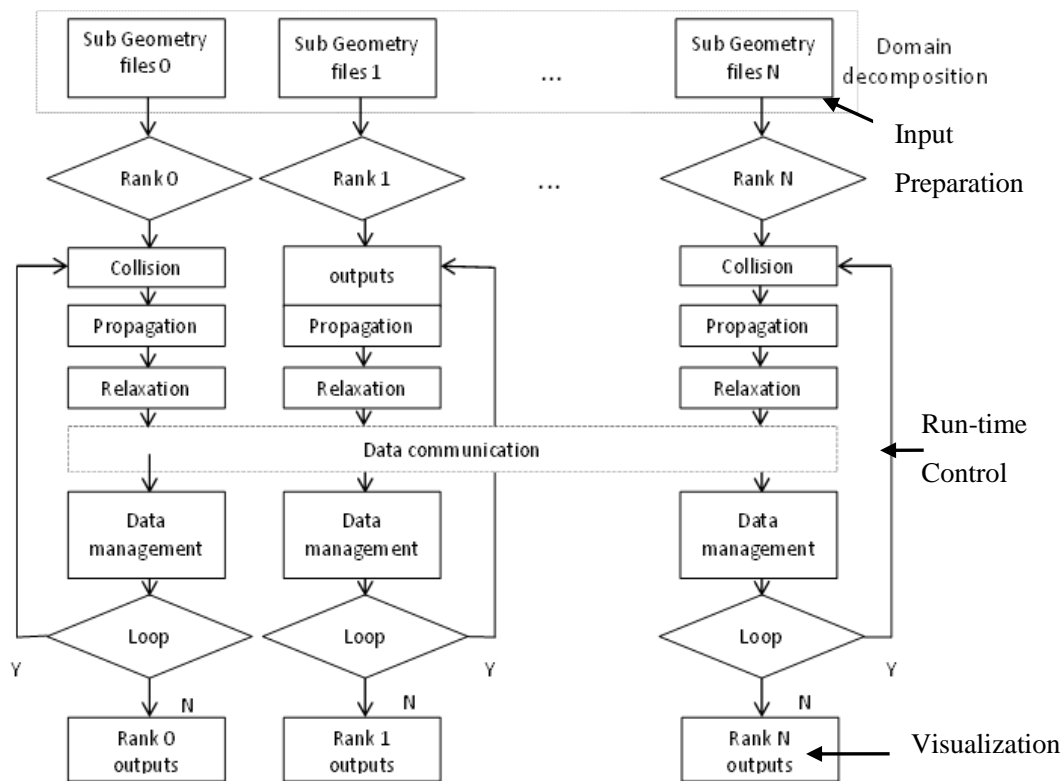 Sub Geometry
files 0
Sub Geometry
files 1
...
Sub Geometry
files N
Domain
decomposition
Input
Preparation
Rank 0
Rank 1
...
Rank N
Collision
outputs
Collision
Propagation
Propagation
Propagation
Relaxation
Relaxation
Relaxation
Data communication
Run-time
Control
Data
management
Data
management
Data
management
Loop
Loop
Loop
Y
Y
Y
N
N
N
Rank 0
outputs
Rank 1
outputs
Rank N
outputs
Visualization